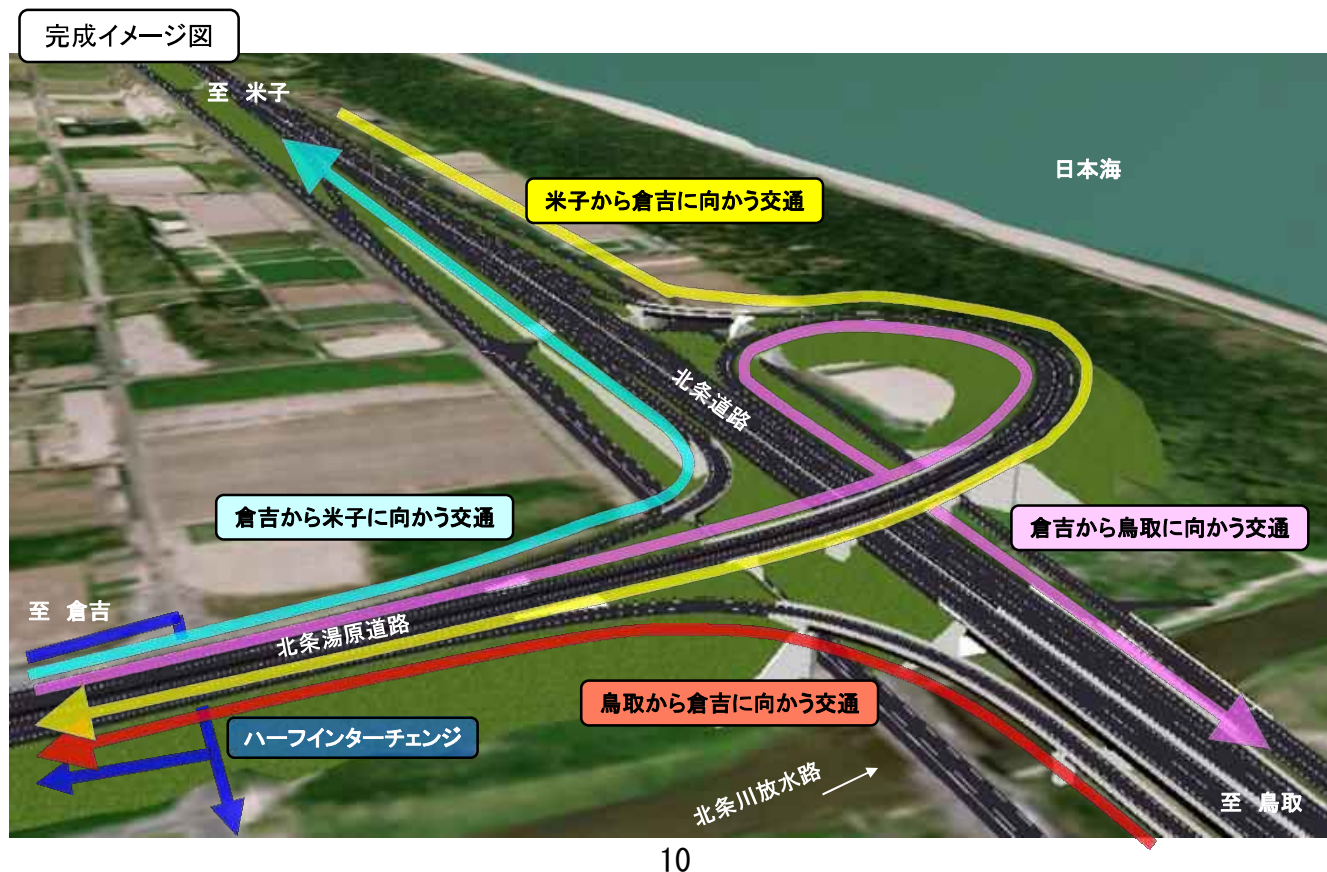 完成イメージ図
至 米子
日本海
米子から倉吉に向かう交通
北条道路
倉吉から米子に向かう交通
倉吉から鳥取に向かう交通
至 倉吉
北条湯原道路
鳥取から倉吉に向かう交通
ハーフインターチェンジ
北条川放水路
至 鳥取
10